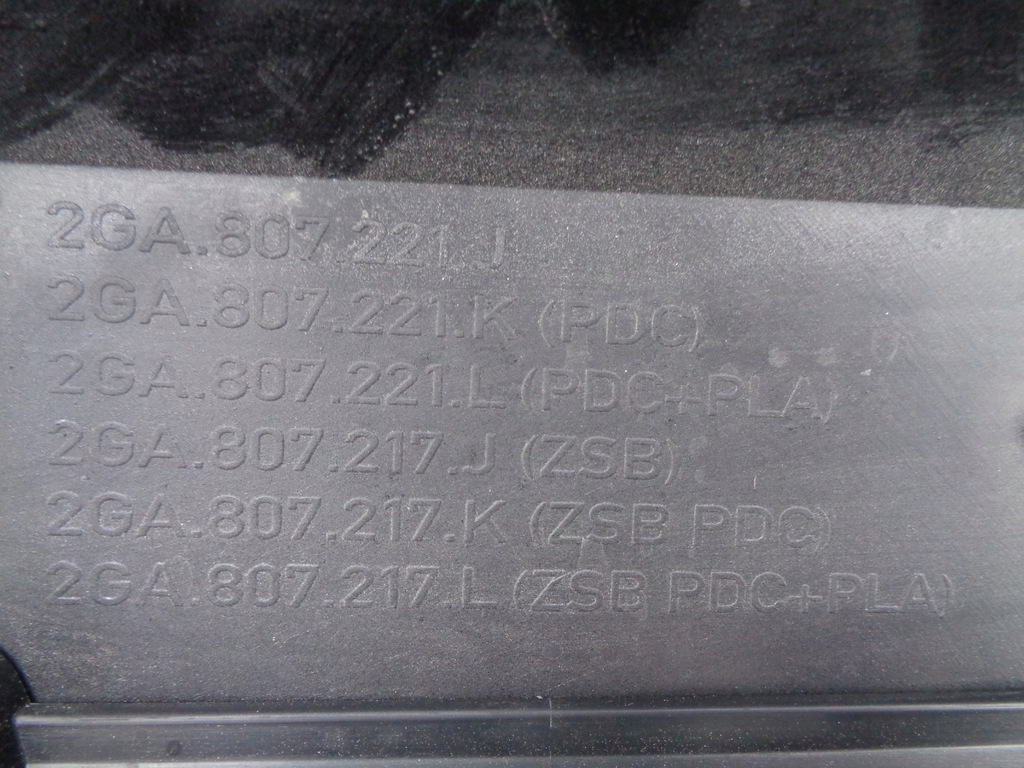 2GA.807.221.J
2GA.807.221.K (PDC)
2GA.807.221.L (PDC+PLA)
2GA.807.217.J (ZSB)
2GA.807.217.K (ZSB PDC)
2GA.807.217.L (ZSB PDC+PLA)